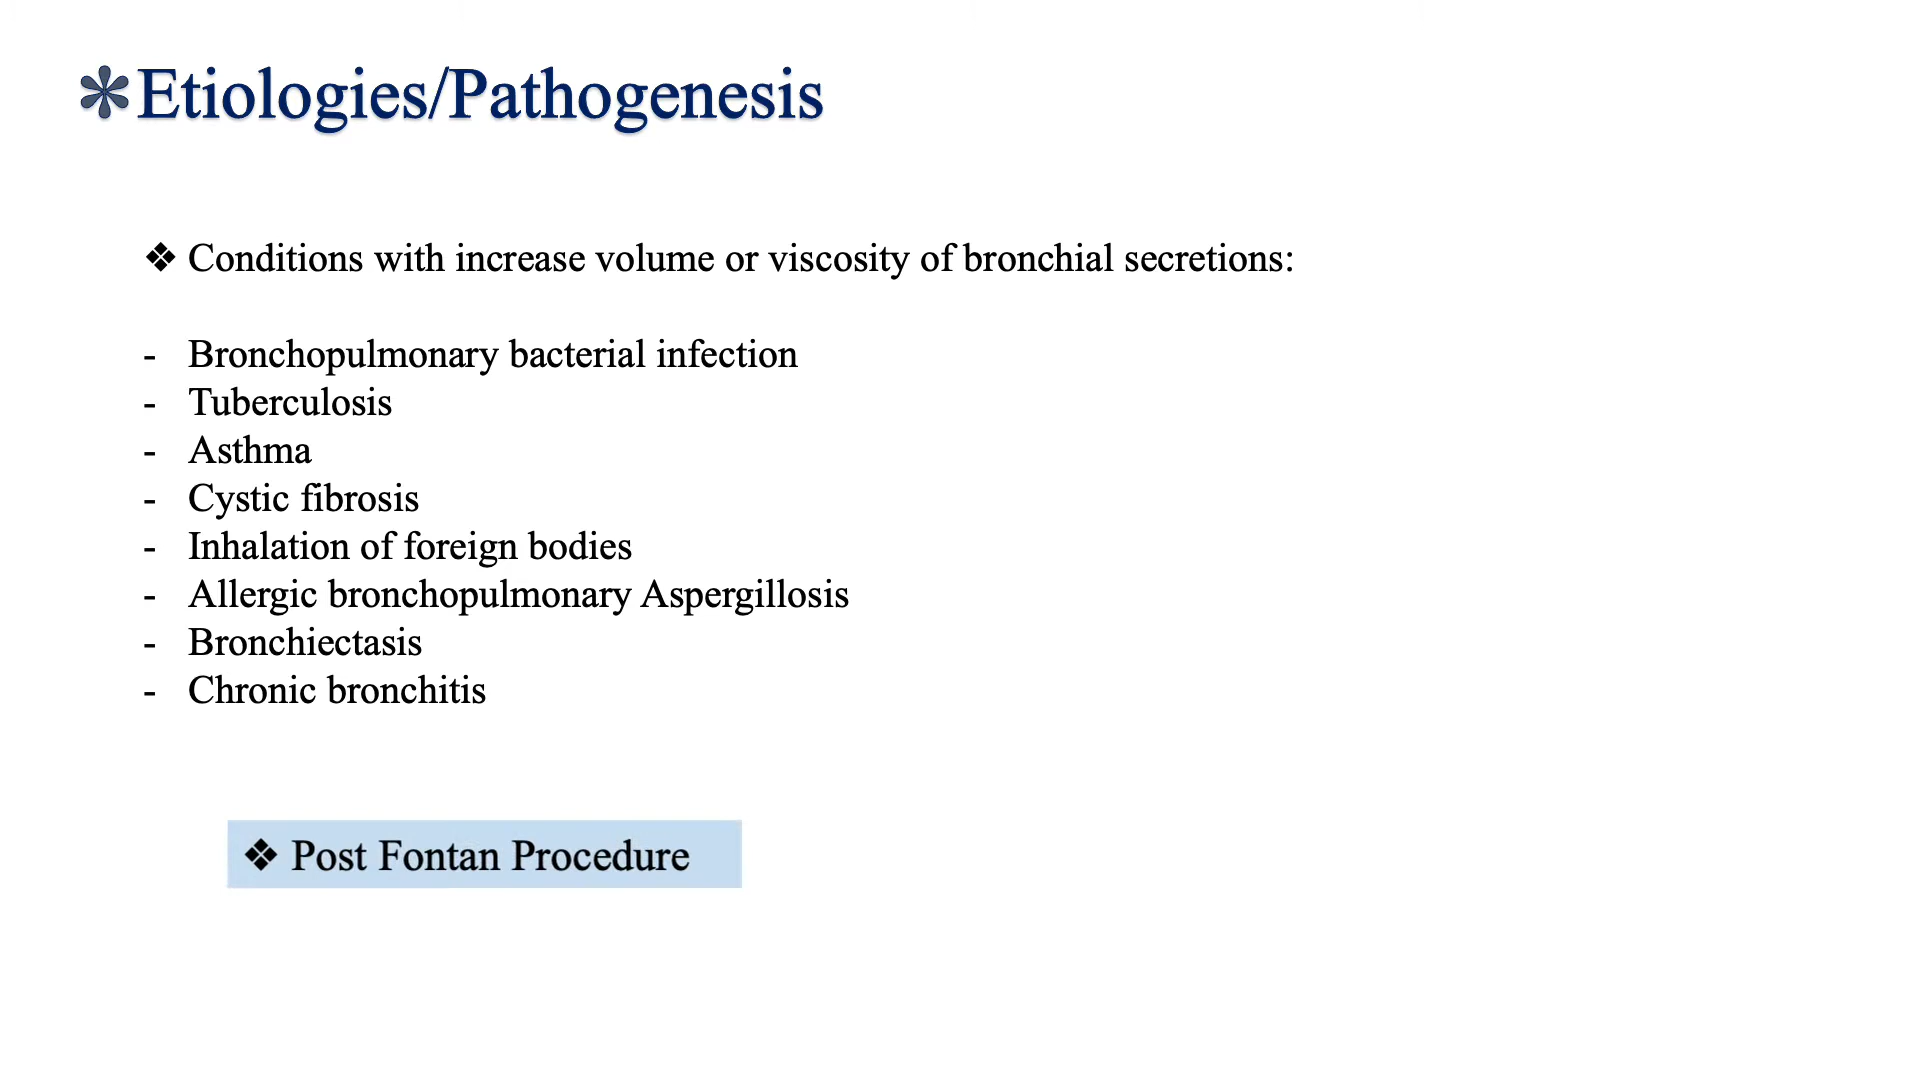 ✻Etiologies/Pathogenesis
❖ Conditions with increase volume or viscosity of bronchial secretions:
- Bronchopulmonary bacterial infection
- Tuberculosis
- Asthma
- Cystic fibrosis
- Inhalation of foreign bodies
- Allergic bronchopulmonary Aspergillosis
- Bronchiectasis
- Chronic bronchitis
❖ Post Fontan Procedure